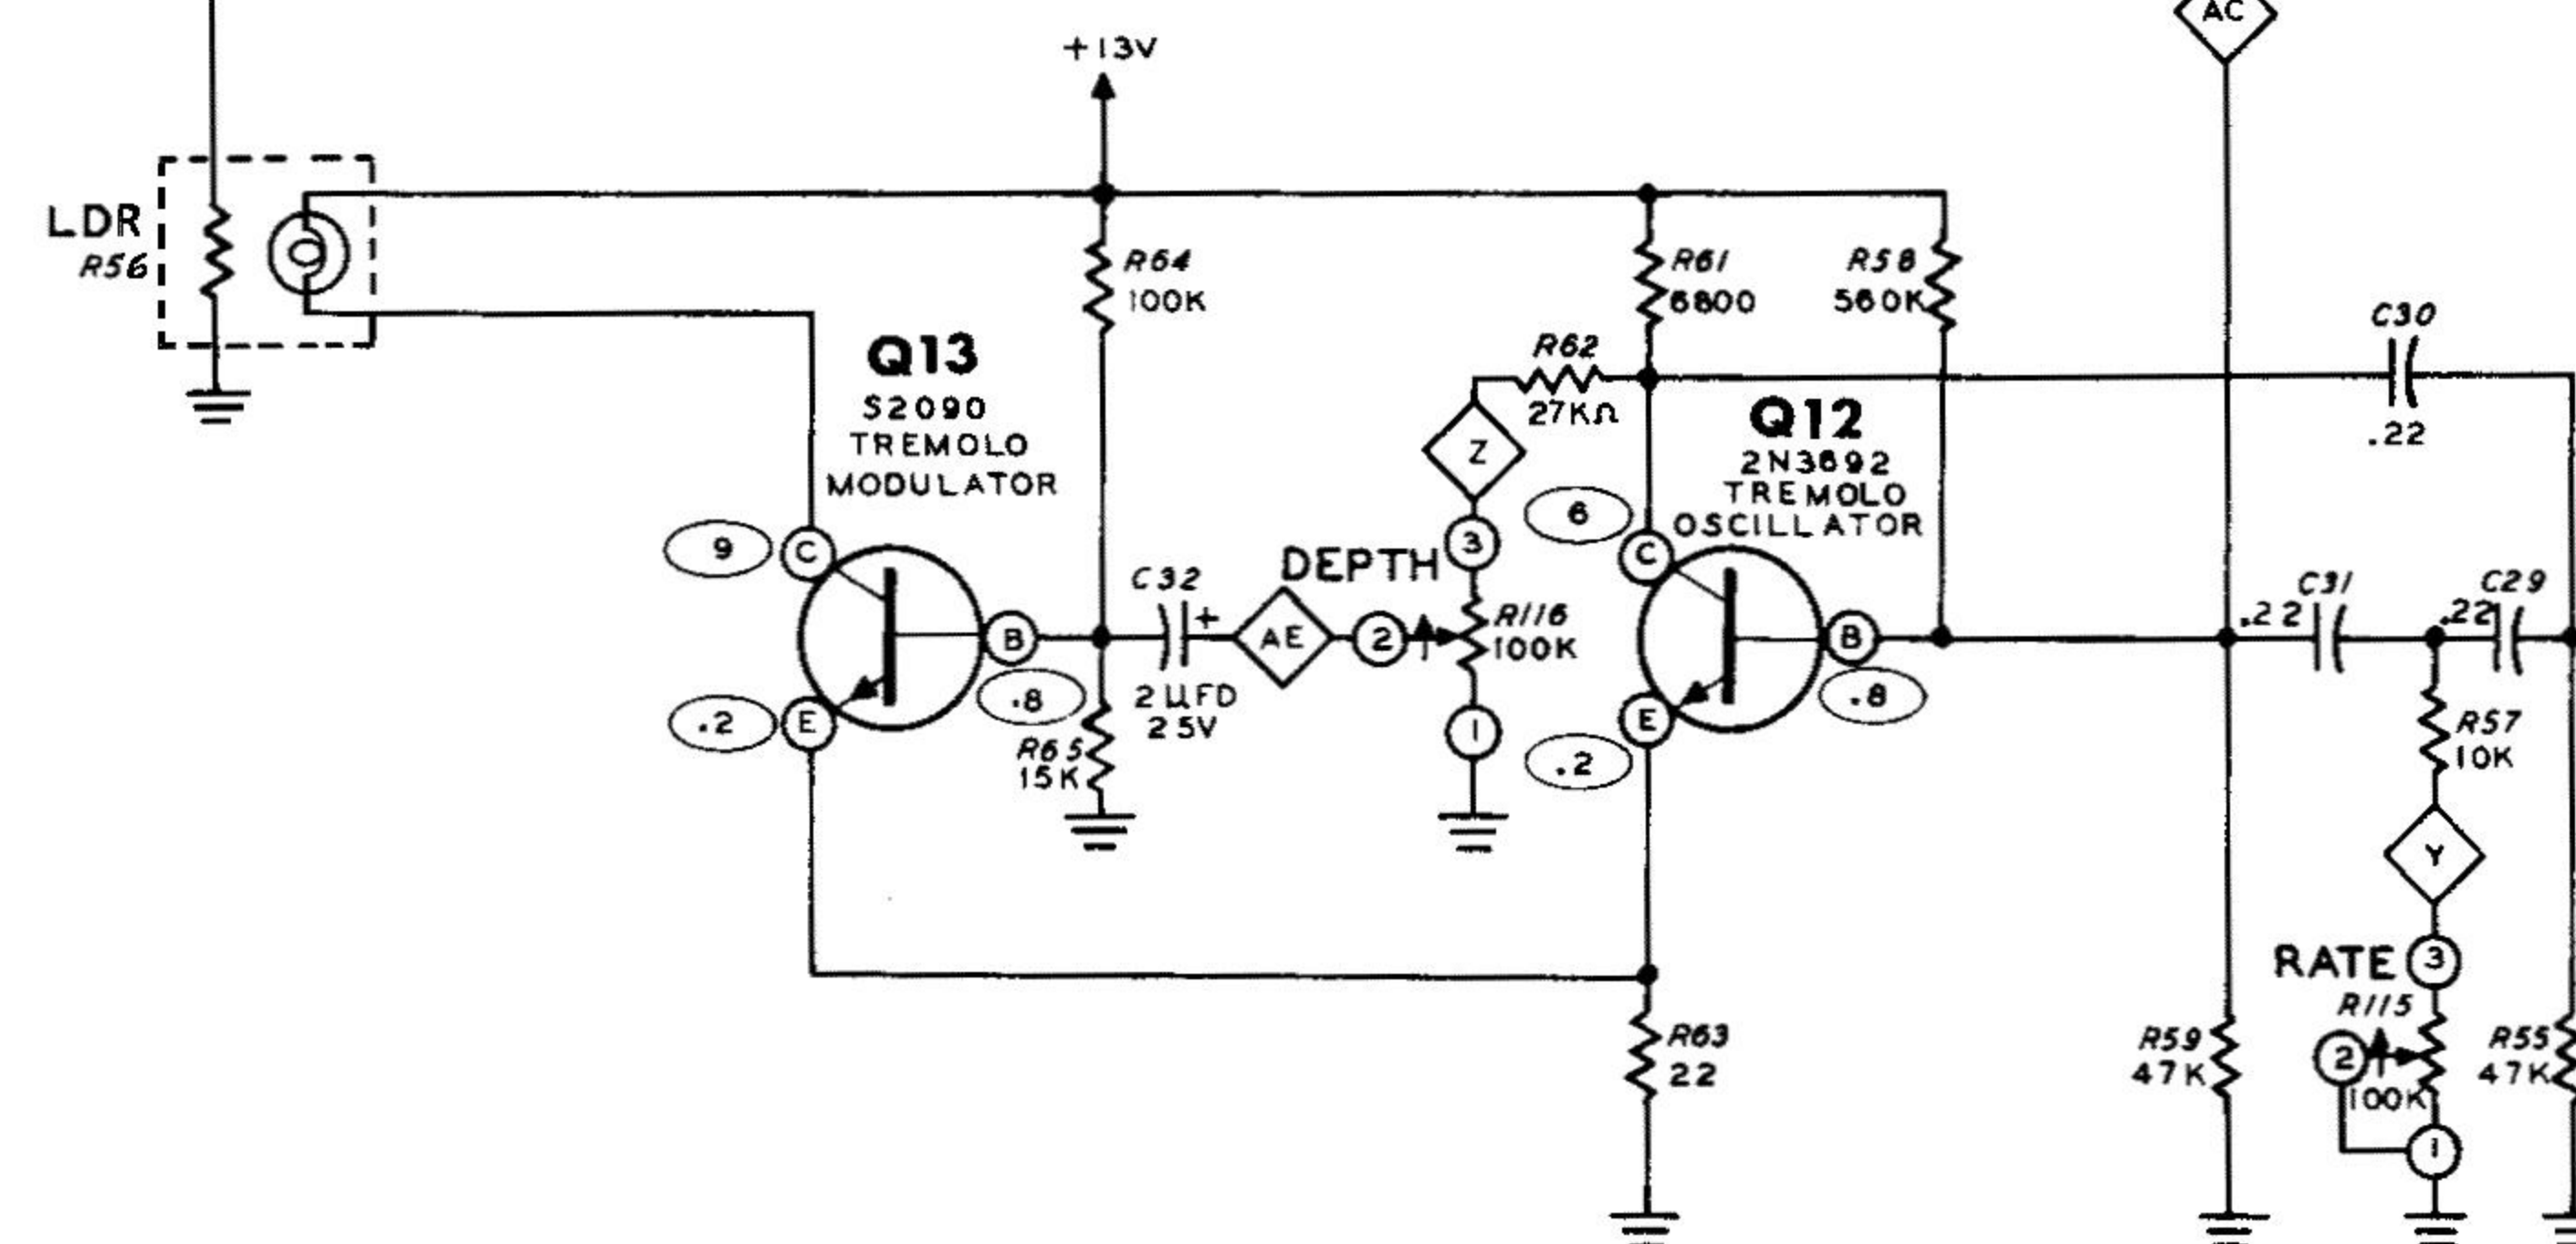 AC
+13V
LDR
R56
R64
100K
R61
6800
R58
560K
C30
.22
Q13
S2090
TREMOLO
MODULATOR
R62
27KΩ
Z
Q12
2N3692
TREMOLO
OSCILLATOR
9
C
6
C
DEPTH
3
C32
+
2 µFD
25V
AE
2
R116
100K
1
B
.8
B
.8
.2
E
.2
E
R65
15K
.22
C31
.22
C29
R57
10K
Y
RATE
3
R115
2
100K
1
R63
22
R59
47K
R55
47K